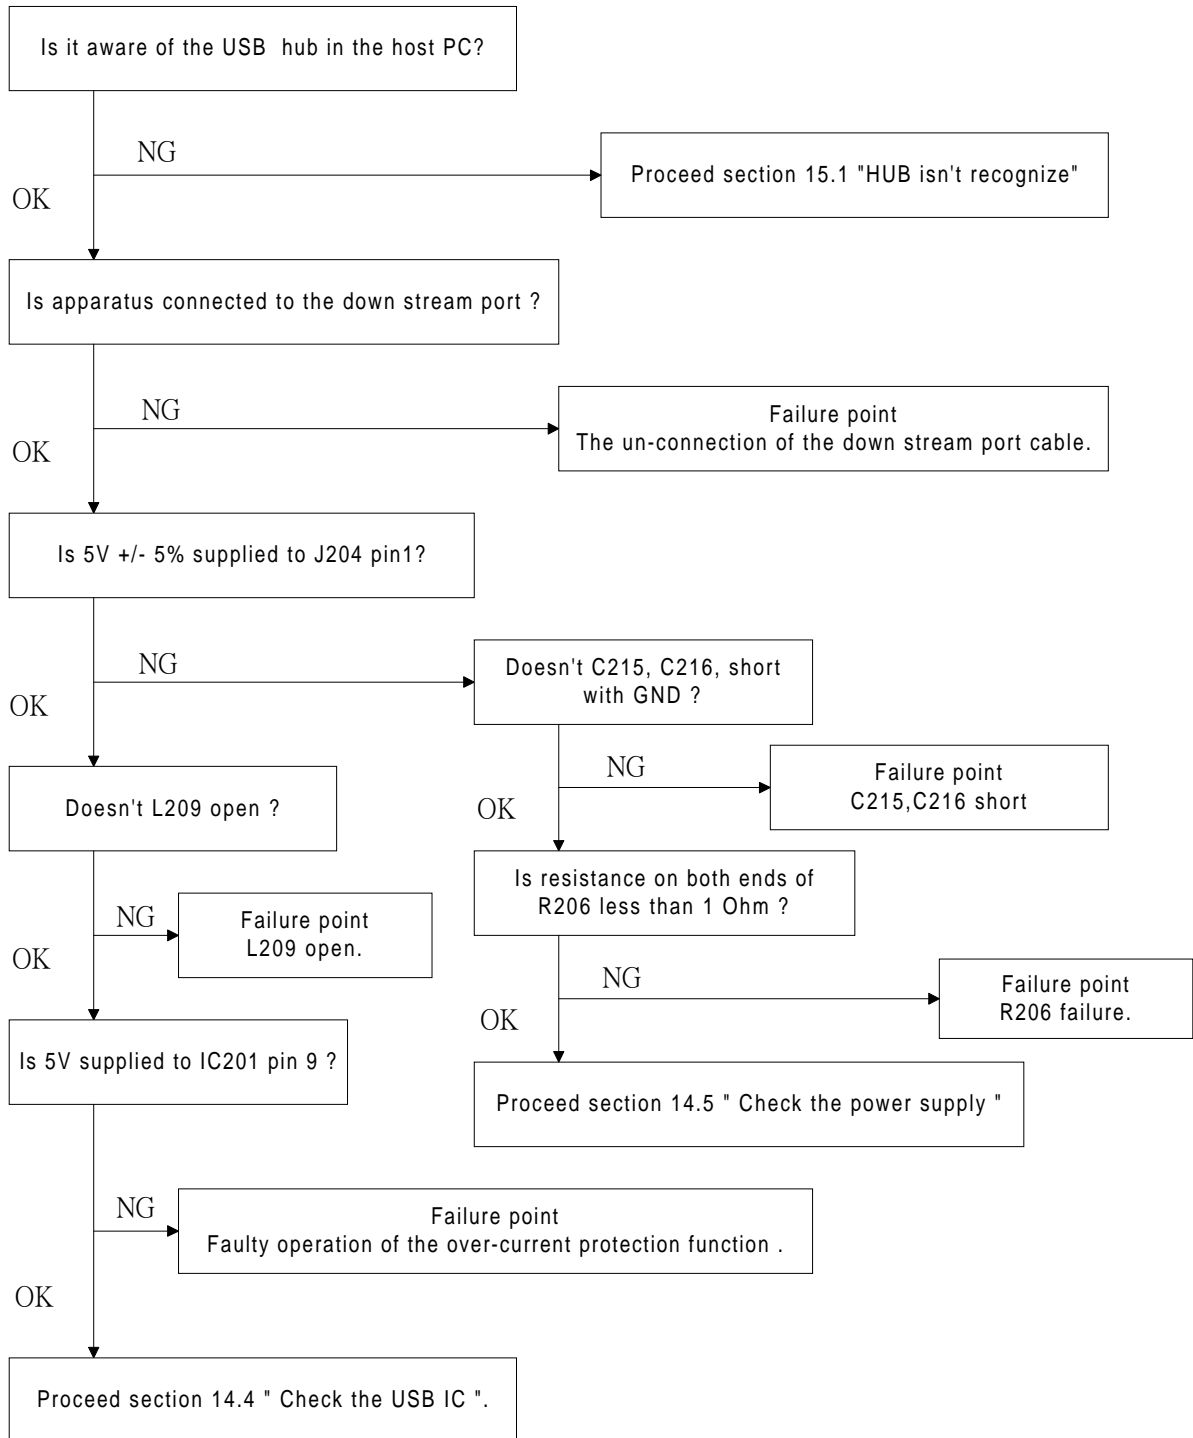 Is it aware of the USB hub in the host PC?
NG
Proceed section 15.1 "HUB isn't recognize"
OK
Is apparatus connected to the down stream port ?
NG
Failure point
The un-connection of the down stream port cable.
OK
Is 5V +/- 5% supplied to J204 pin1?
NG
Doesn't C215, C216, short
with GND ?
OK
NG
Failure point
C215,C216 short
Doesn't L209 open ?
OK
Is resistance on both ends of
R206 less than 1 Ohm ?
NG
Failure point
L209 open.
OK
NG
Failure point
R206 failure.
OK
Is 5V supplied to IC201 pin 9 ?
Proceed section 14.5 " Check the power supply "
NG
Failure point
Faulty operation of the over-current protection function .
OK
Proceed section 14.4 " Check the USB IC ".